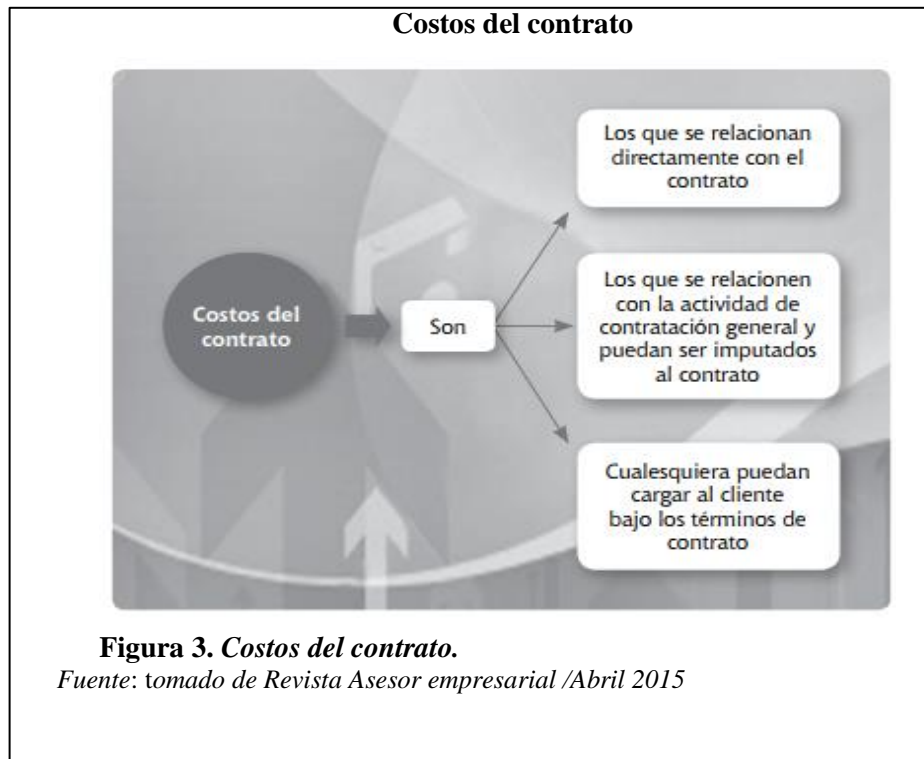 Costos del contrato
Costos del
contrato
Son
Los que se relacionan
directamente con el
contrato
Los que se relacionen
con la actividad de
contratación general y
puedan ser imputados
al contrato
Cualesquiera puedan
cargar al cliente
bajo los términos de
contrato
Figura 3. Costos del contrato.
Fuente: tomado de Revista Asesor empresarial /Abril 2015